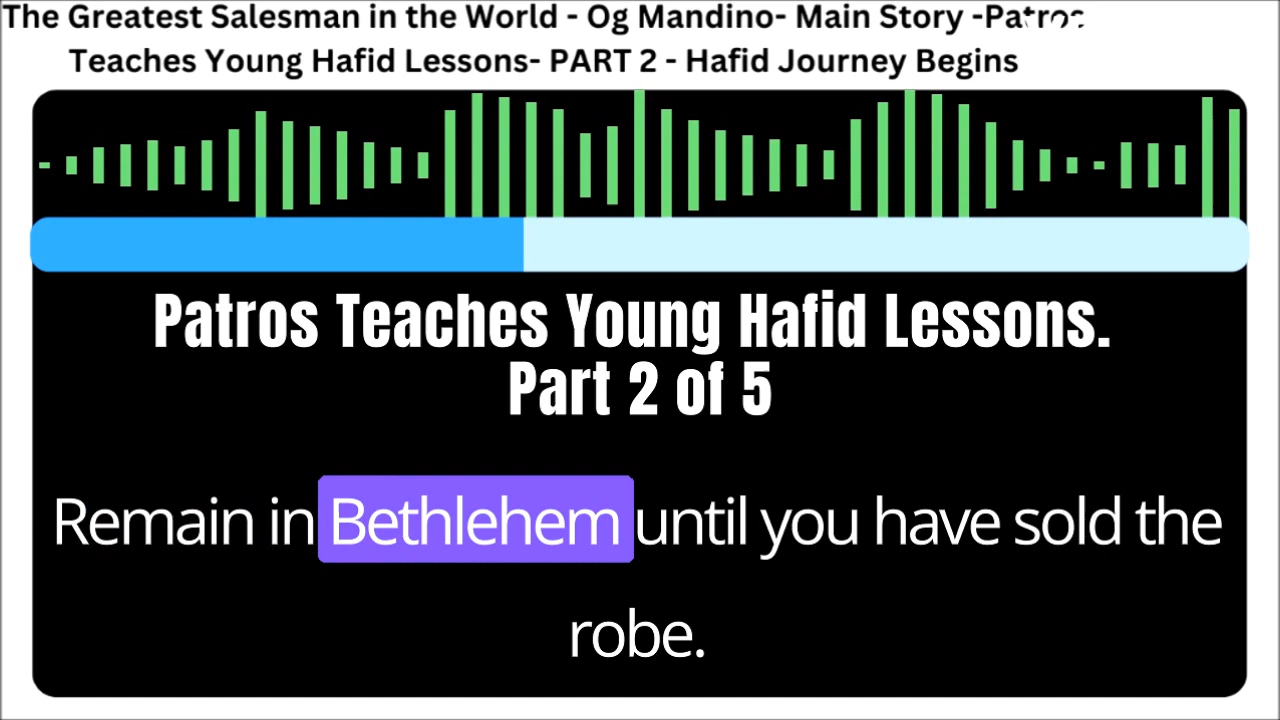 The Greatest Salesman in the World - Og Mandino- Main Story -Patros
Teaches Young Hafid Lessons- PART 2 - Hafid Journey Begins
Patros Teaches Young Hafid Lessons.
Part 2 of 5
Remain in Bethlehem until you have sold the
robe.